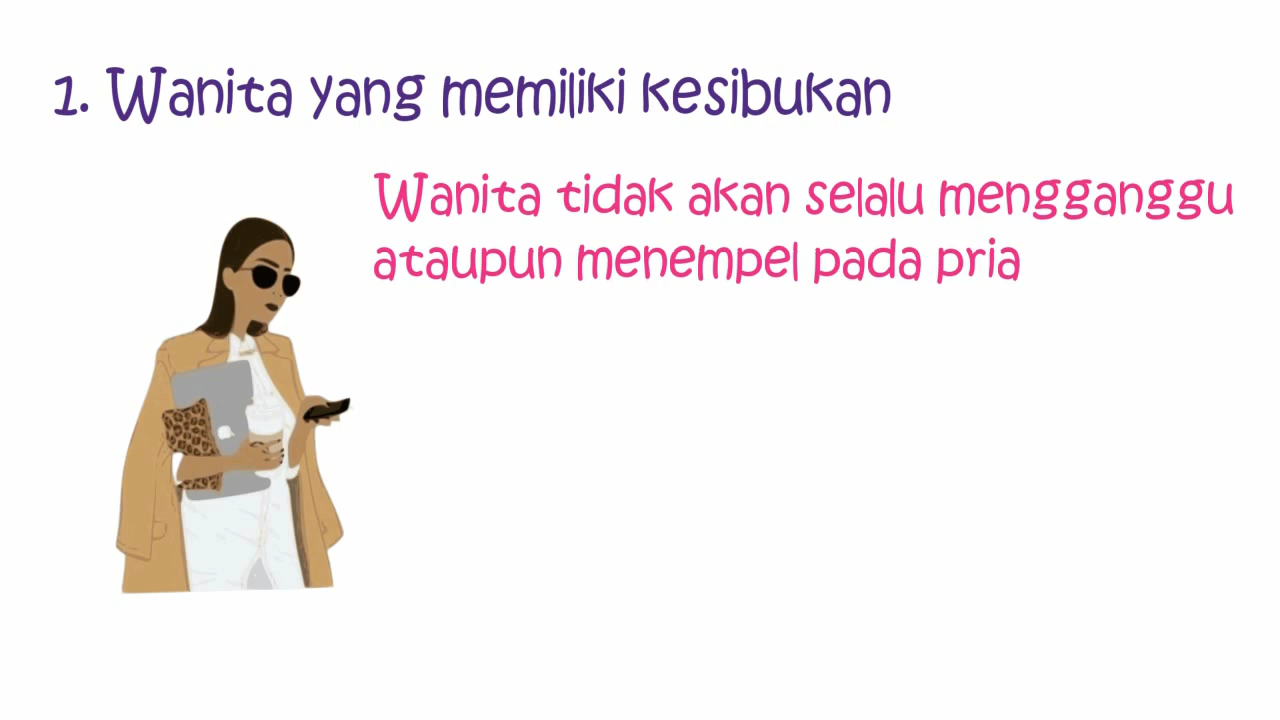 1. Wanita yang memiliki kesibukan
Wanita tidak akan selalu mengganggu
ataupun menempel pada pria